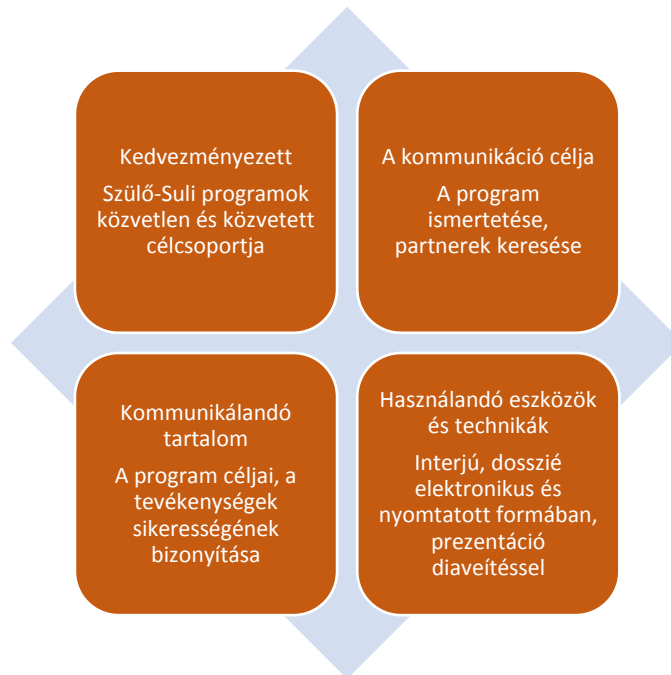 Kedvezményezett
Szülő-Suli programok
közvetlen és közvetett
célcsoportja
A kommunikáció célja
A program
ismertetése,
partnerek keresése
Kommunikálandó
tartalom
A program céljai, a
tevékenységek
sikerességének
bizonyítása
Használandó eszközök
és technikák
Interjú, dosszié
elektronikus és
nyomtatott formában,
prezentáció
diaveítéssel